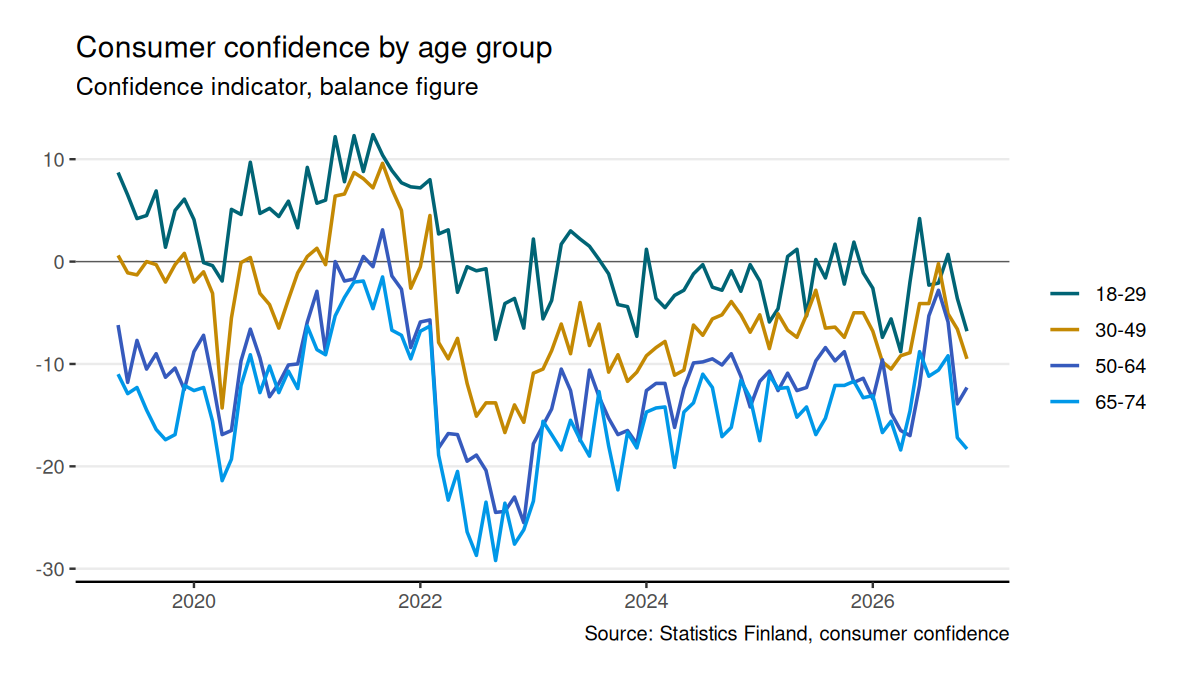 Consumer confidence by age group
Confidence indicator, balance figure
10
0
-10
-20
-30
2020 2022 2024 2026
18-29
30-49
50-64
65-74
Source: Statistics Finland, consumer confidence